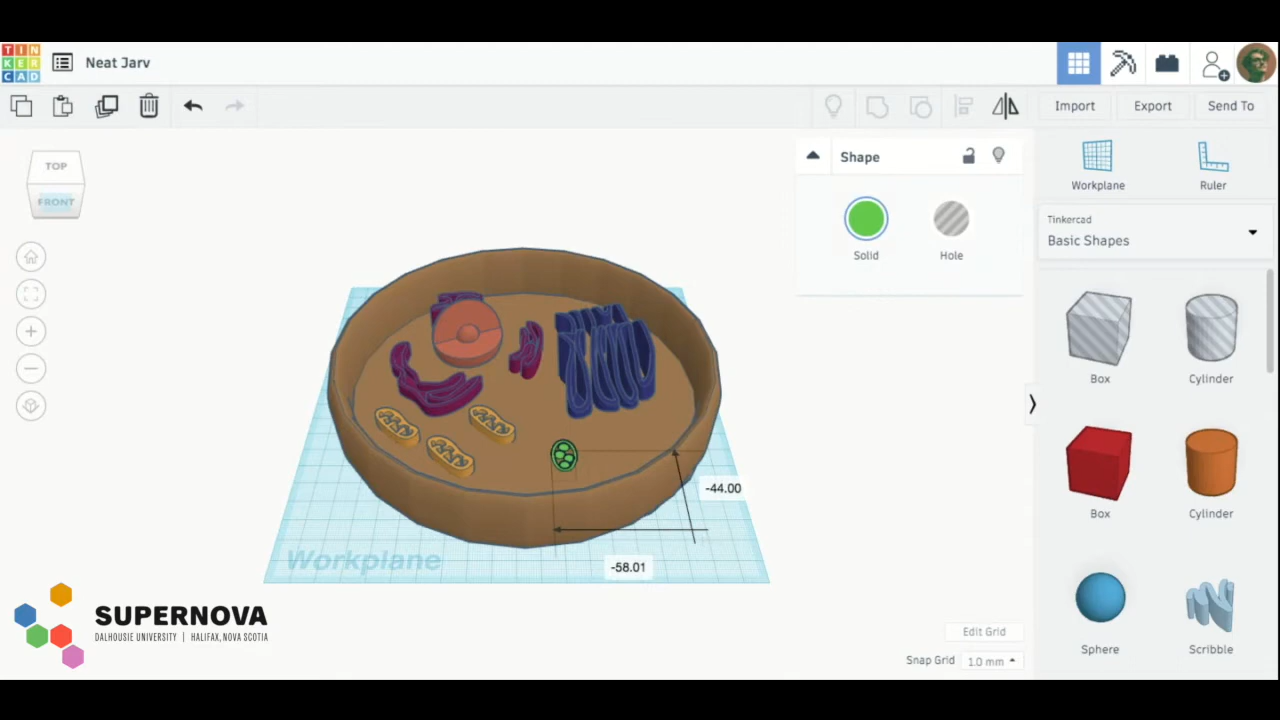 TIN
KER
CAD
Neat Jarv
Import
Export
Send To
TOP
FRONT
Shape
Solid
Hole
Workplane
Ruler
Tinkercad
Basic Shapes
Box
Cylinder
Box
Cylinder
Sphere
Scribble
-44.00
-58.01
Workplane
Edit Grid
Snap Grid 1.0 mm
SUPERNOVA
DALHOUSIE UNIVERSITY | HALIFAX, NOVA SCOTIA